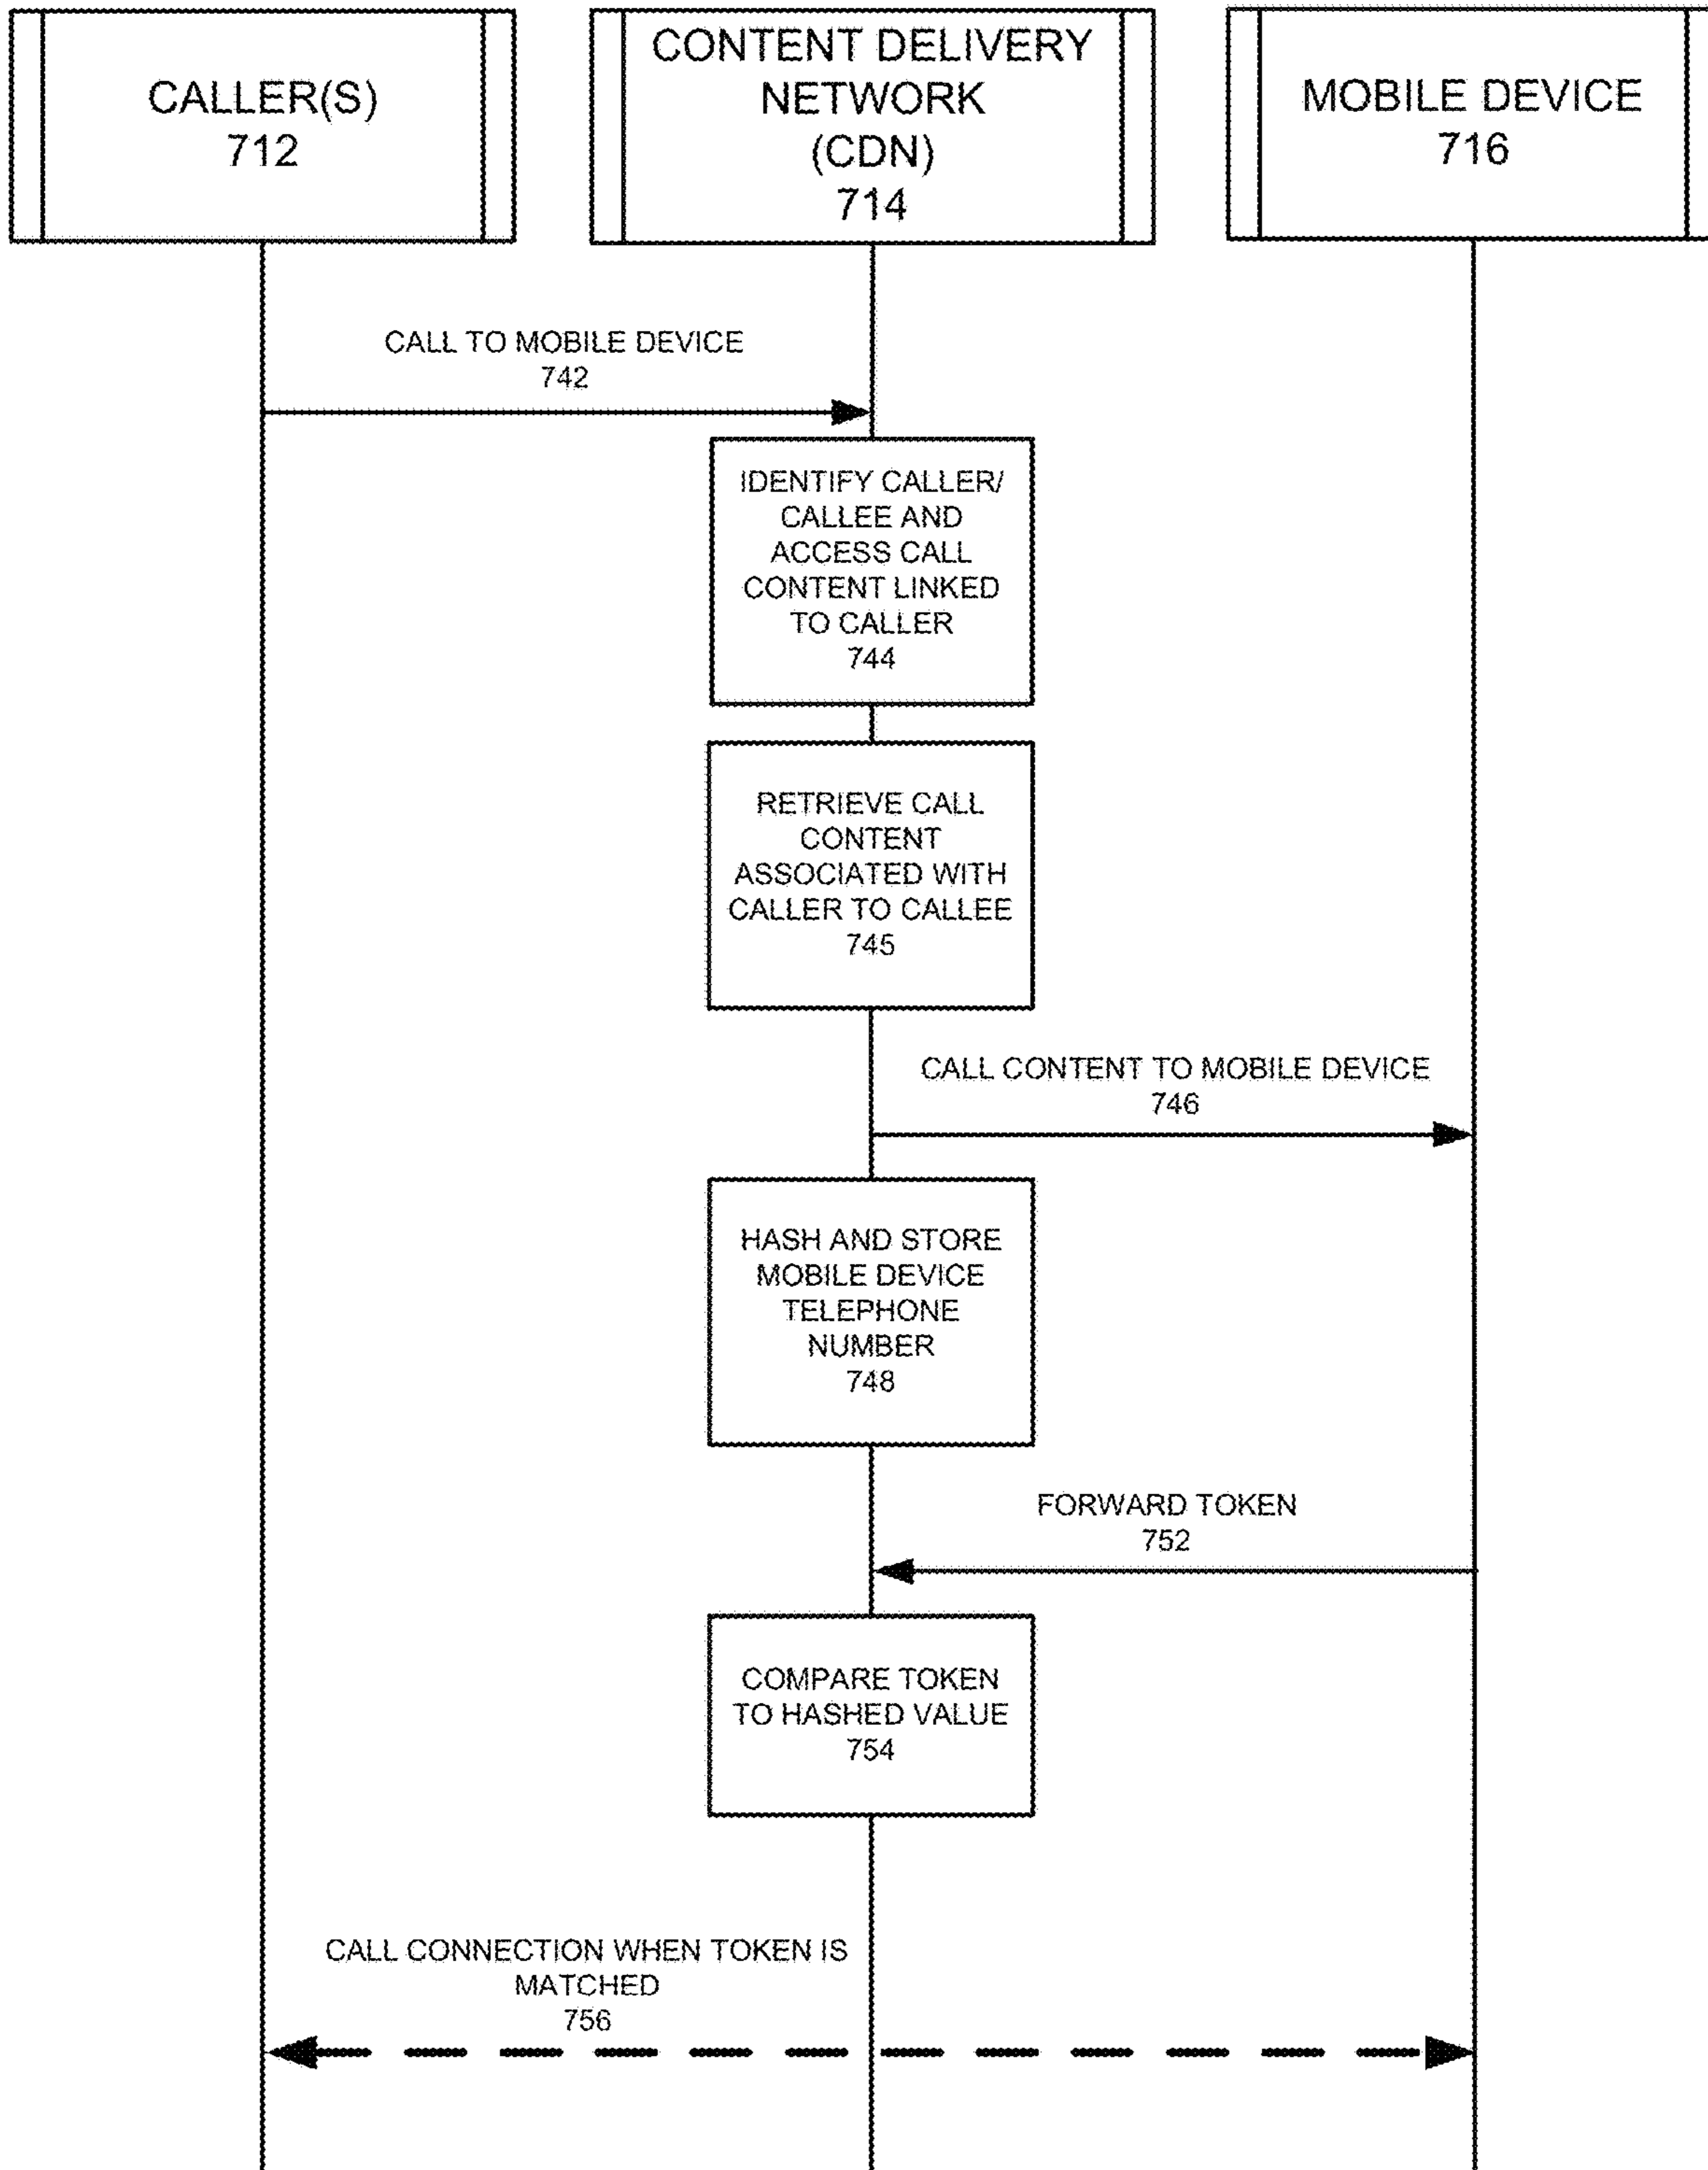 CALLER(S)
712
CONTENT DELIVERY
NETWORK
(CDN)
714
MOBILE DEVICE
716
CALL TO MOBILE DEVICE
742
IDENTIFY CALLER/
CALLEE AND
ACCESS CALL
CONTENT LINKED
TO CALLER
744
RETRIEVE CALL
CONTENT
ASSOCIATED WITH
CALLER TO CALLEE
745
CALL CONTENT TO MOBILE DEVICE
746
HASH AND STORE
MOBILE DEVICE
TELEPHONE
NUMBER
748
FORWARD TOKEN
752
COMPARE TOKEN
TO HASHED VALUE
754
CALL CONNECTION WHEN TOKEN IS
MATCHED
756